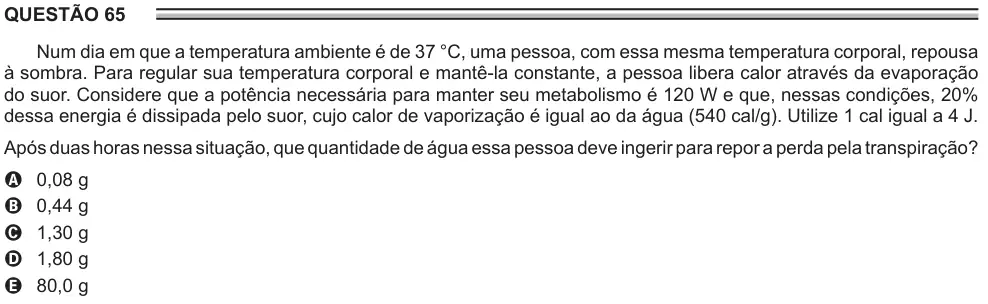 QUESTÃO 65
Num dia em que a temperatura ambiente é de 37 °C, uma pessoa, com essa mesma temperatura corporal, repousa
à sombra. Para regular sua temperatura corporal e mantê-la constante, a pessoa libera calor através da evaporação
do suor. Considere que a potência necessária para manter seu metabolismo é 120 W e que, nessas condições, 20%
dessa energia é dissipada pelo suor, cujo calor de vaporização é igual ao da água (540 cal/g). Utilize 1 cal igual a 4 J.
Após duas horas nessa situação, que quantidade de água essa pessoa deve ingerir para repor a perda pela transpiração?
A 0,08 g
B 0,44 g
C 1,30 g
D 1,80 g
E 80,0 g